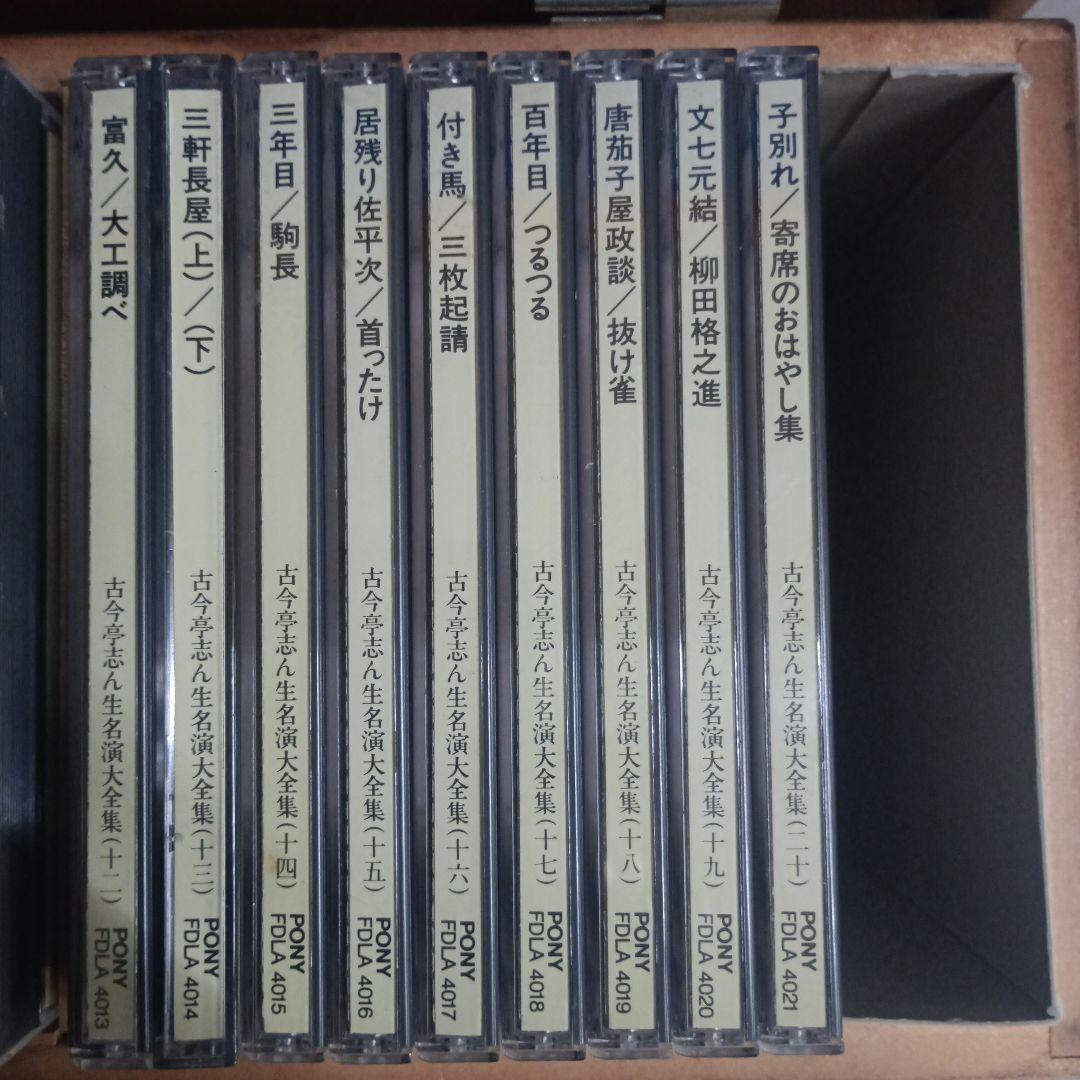 富久／大工調べ
古今亭志ん生名演大全集(十二)
PONY
FDLA 4013
三軒長屋(上)／(下)
古今亭志ん生名演大全集(十三)
PONY
FDLA 4014
三年目／駒長
古今亭志ん生名演大全集(十四)
PONY
FDLA 4015
居残り佐平次／首ったけ
古今亭志ん生名演大全集(十五)
PONY
FDLA 4016
付き馬／三枚起請
古今亭志ん生名演大全集(十六)
PONY
FDLA 4017
百年目／つるつる
古今亭志ん生名演大全集(十七)
PONY
FDLA 4018
唐茄子屋政談／抜け雀
古今亭志ん生名演大全集(十八)
PONY
FDLA 4019
文七元結／柳田格之進
古今亭志ん生名演大全集(十九)
PONY
FDLA 4020
子別れ／寄席のおはやし集
古今亭志ん生名演大全集(二十)
PONY
FDLA 4021